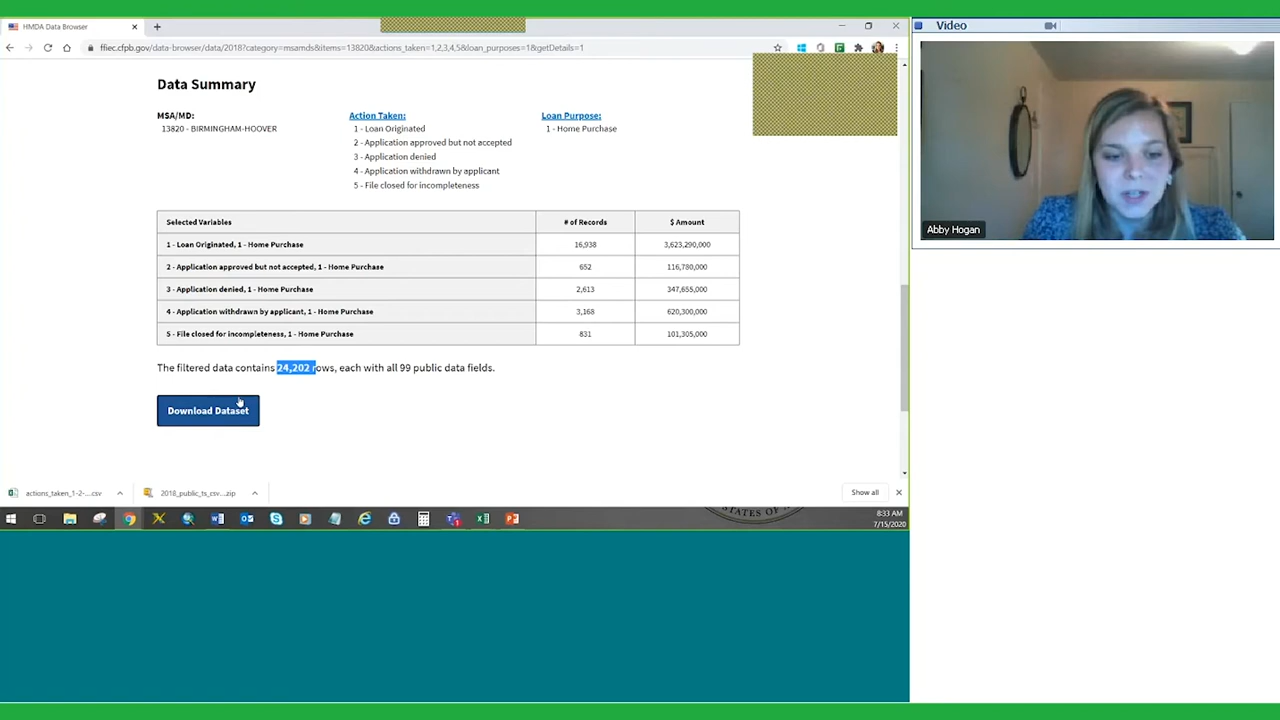 HMDA Data Browser
ffiec.cfpb.gov/data-browser/data/2018?category=msamds&items=13820&actions_taken=1,2,3,4,5&loan_purposes=1&getDetails=1
Data Summary
MSA/MD:
13820 - BIRMINGHAM-HOOVER
Action Taken:
1 - Loan Originated
2 - Application approved but not accepted
3 - Application denied
4 - Application withdrawn by applicant
5 - File closed for incompleteness
Loan Purpose:
1 - Home Purchase
Selected Variables # of Records $ Amount
1 - Loan Originated, 1 - Home Purchase 16,938 3,623,290,000
2 - Application approved but not accepted, 1 - Home Purchase 652 116,780,000
3 - Application denied, 1 - Home Purchase 2,613 347,655,000
4 - Application withdrawn by applicant, 1 - Home Purchase 3,168 620,300,000
5 - File closed for incompleteness, 1 - Home Purchase 831 101,305,000
The filtered data contains 24,202 rows, each with all 99 public data fields.
Download Dataset
actions_taken_1-2-....csv 2018_public_ts_csv....zip Show all
STATES OF
8:33 AM
7/15/2020
Video
Abby Hogan